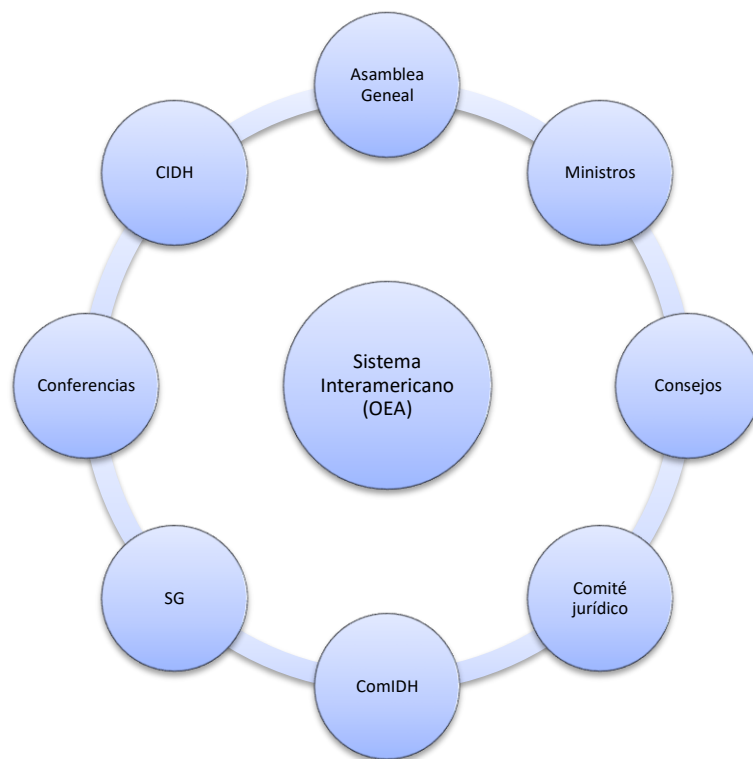 Asamblea
Geneal
CIDH
Ministros
Sistema
Interamericano
(OEA)
Conferencias
Consejos
SG
Comité
jurídico
ComIDH